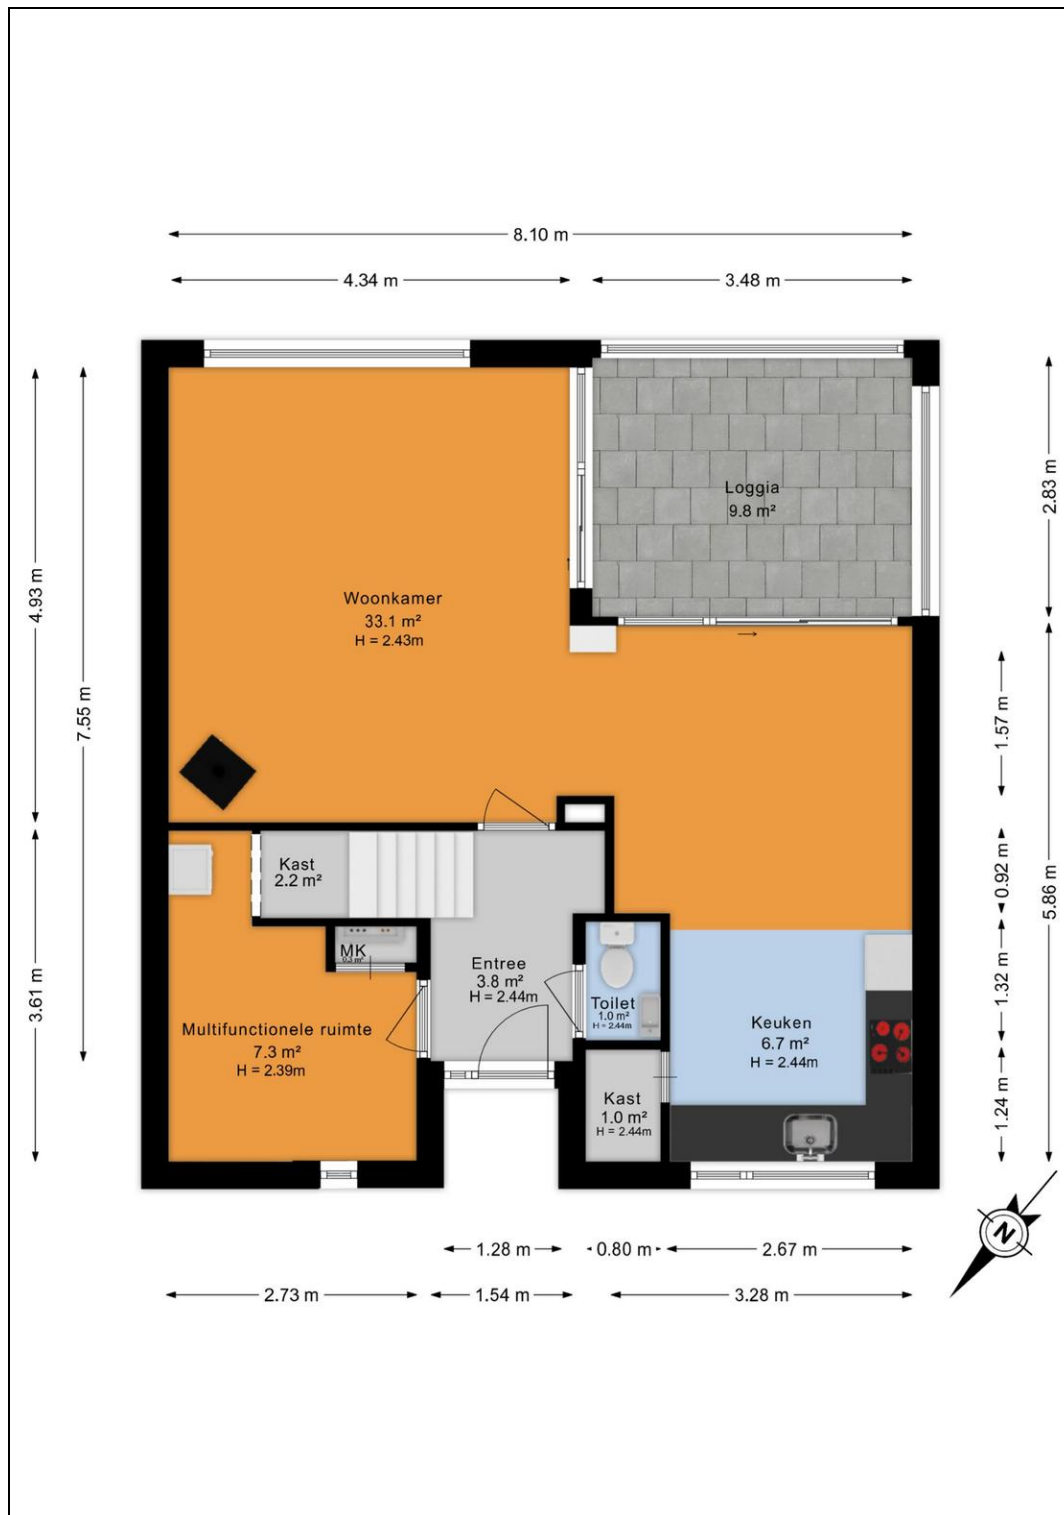 8.10 m
4.34 m
3.48 m
4.93 m
7.55 m
3.61 m
Woonkamer
33.1 m²
H = 2.43m
Loggia
9.8 m²
2.83 m
1.57 m
0.92 m
5.86 m
1.32 m
1.24 m
Kast
2.2 m²
MK
0.3 m²
Entree
3.8 m²
H = 2.44m
Toilet
1.0 m²
H = 2.44m
Multifunctionele ruimte
7.3 m²
H = 2.39m
Keuken
6.7 m²
H = 2.44m
Kast
1.0 m²
H = 2.44m
N
1.28 m
0.80 m
2.67 m
2.73 m
1.54 m
3.28 m